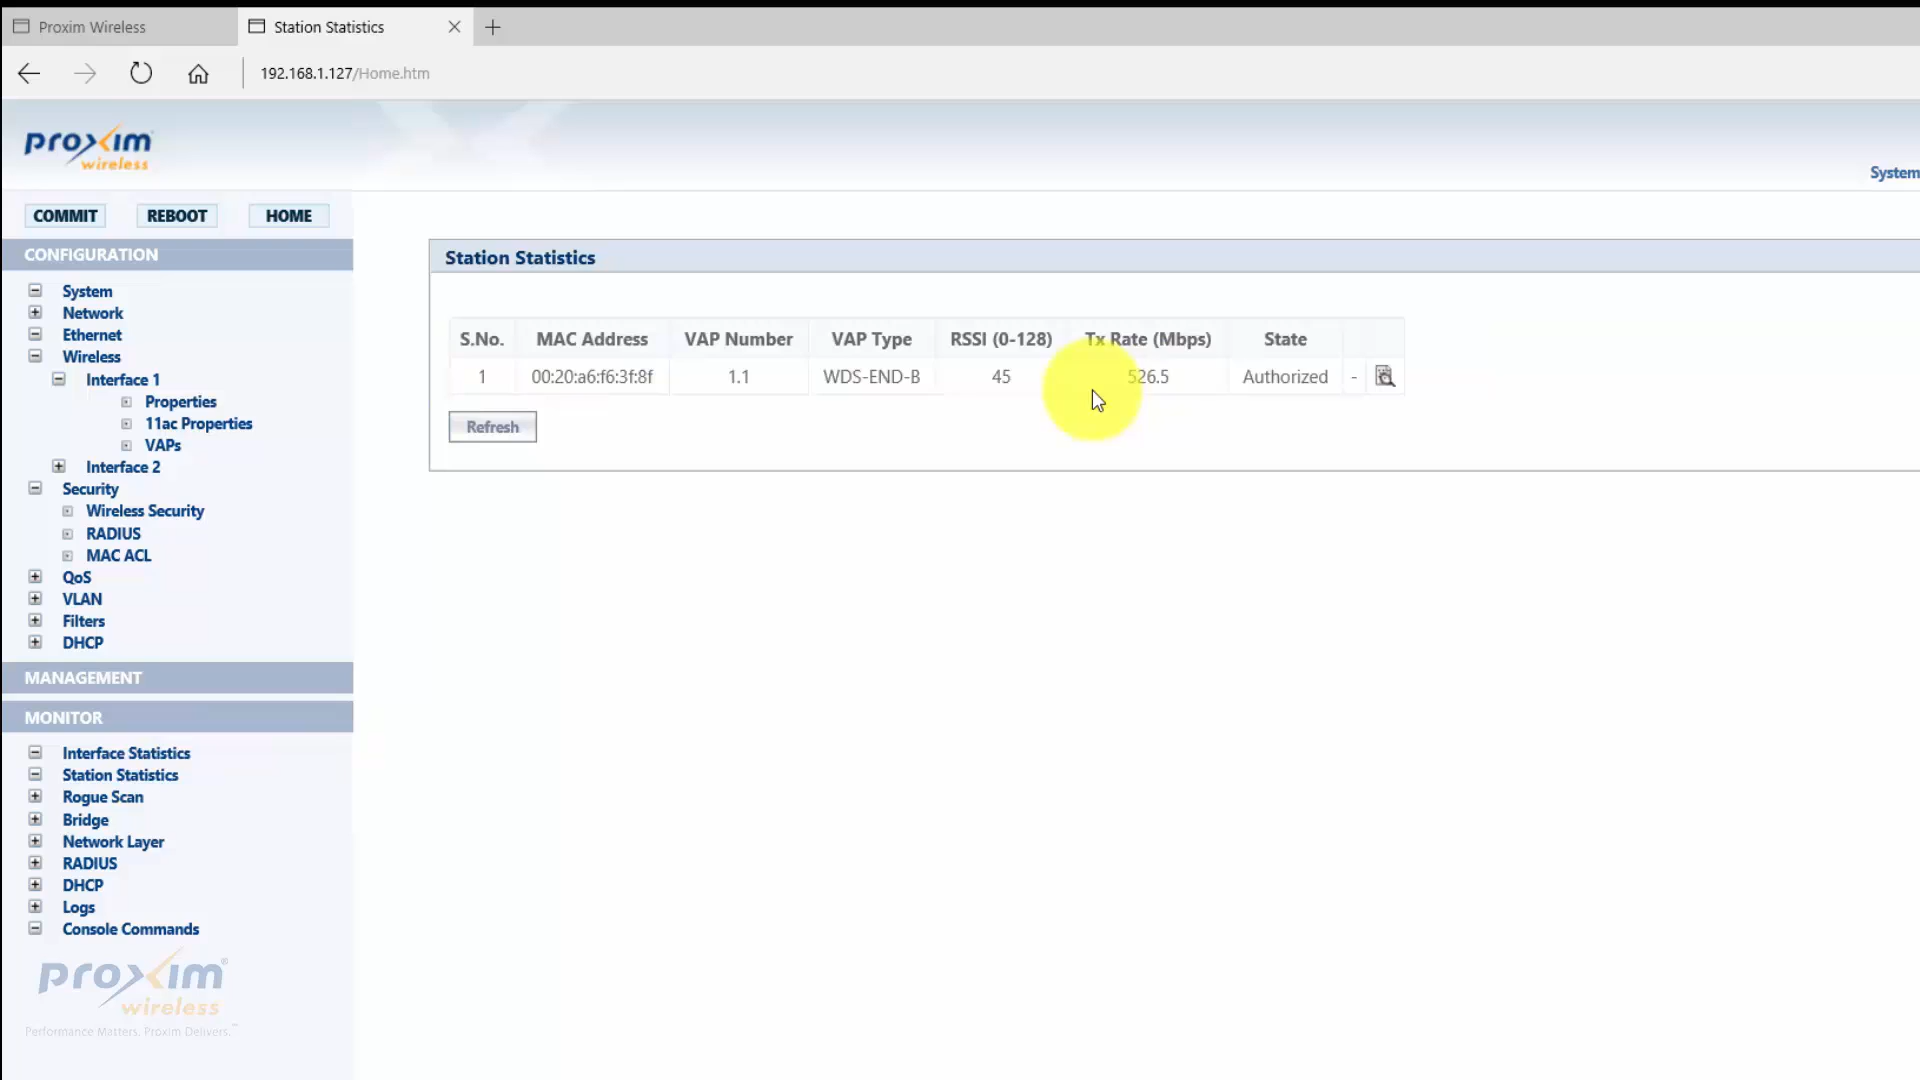 Proxim Wireless
Station Statistics
192.168.1.127/Home.htm
proxim
wireless
System
COMMIT REBOOT HOME
CONFIGURATION
System
Network
Ethernet
Wireless
Interface 1
Properties
11ac Properties
VAPs
Interface 2
Security
Wireless Security
RADIUS
MAC ACL
QoS
VLAN
Filters
DHCP
MANAGEMENT
MONITOR
Interface Statistics
Station Statistics
Rogue Scan
Bridge
Network Layer
RADIUS
DHCP
Logs
Console Commands
proxim®
wireless
Performance Matters. Proxim Delivers.™
Station Statistics
S.No. MAC Address VAP Number VAP Type RSSI (0-128) Tx Rate (Mbps) State
1 00:20:a6:f6:3f:8f 1.1 WDS-END-B 45 526.5 Authorized -
Refresh